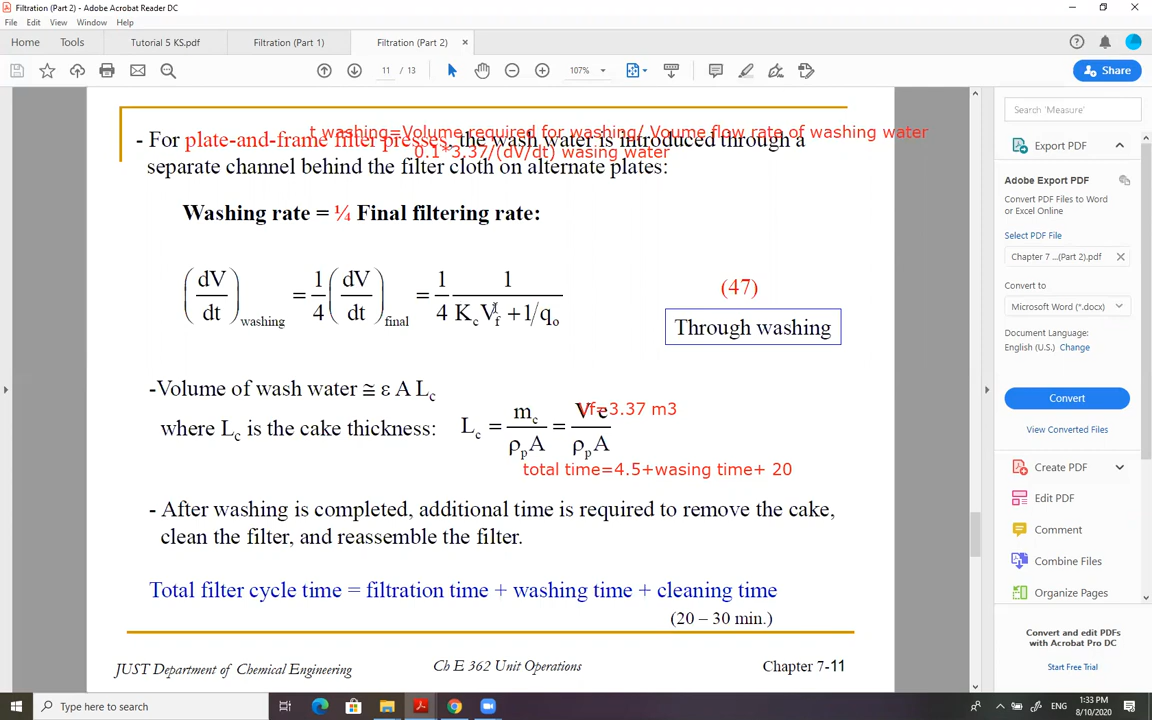 Filtration (Part 2) - Adobe Acrobat Reader DC
File Edit View Window Help
Home Tools Tutorial 5 KS.pdf Filtration (Part 1) Filtration (Part 2) ×
11 / 13 107% Share
t washing=Volume required for washing/ Voume flow rate of washing water
- For plate-and-frame filter presses, the wash water is introduced through a
0.1*3.37/(dV/dt) wasing water
separate channel behind the filter cloth on alternate plates:
Washing rate = ¼ Final filtering rate:
(dV/dt)washing = 1/4 (dV/dt)final = 1/4 1/(KcVf + 1/qo) (47)
Through washing
-Volume of wash water ≅ ε A Lc
Vf=3.37 m3
where Lc is the cake thickness: Lc = mc/ρpA = V c/ρpA
total time=4.5+wasing time+ 20
- After washing is completed, additional time is required to remove the cake,
clean the filter, and reassemble the filter.
Total filter cycle time = filtration time + washing time + cleaning time
(20 – 30 min.)
JUST Department of Chemical Engineering Ch E 362 Unit Operations Chapter 7-11
Search 'Measure'
Export PDF
Adobe Export PDF
Convert PDF Files to Word
or Excel Online
Select PDF File
Chapter 7 ...(Part 2).pdf ×
Convert to
Microsoft Word (*.docx)
Document Language:
English (U.S.) Change
Convert
View Converted Files
Create PDF
Edit PDF
Comment
Combine Files
Organize Pages
Convert and edit PDFs
with Acrobat Pro DC
Start Free Trial
Type here to search
ENG
1:33 PM
8/10/2020